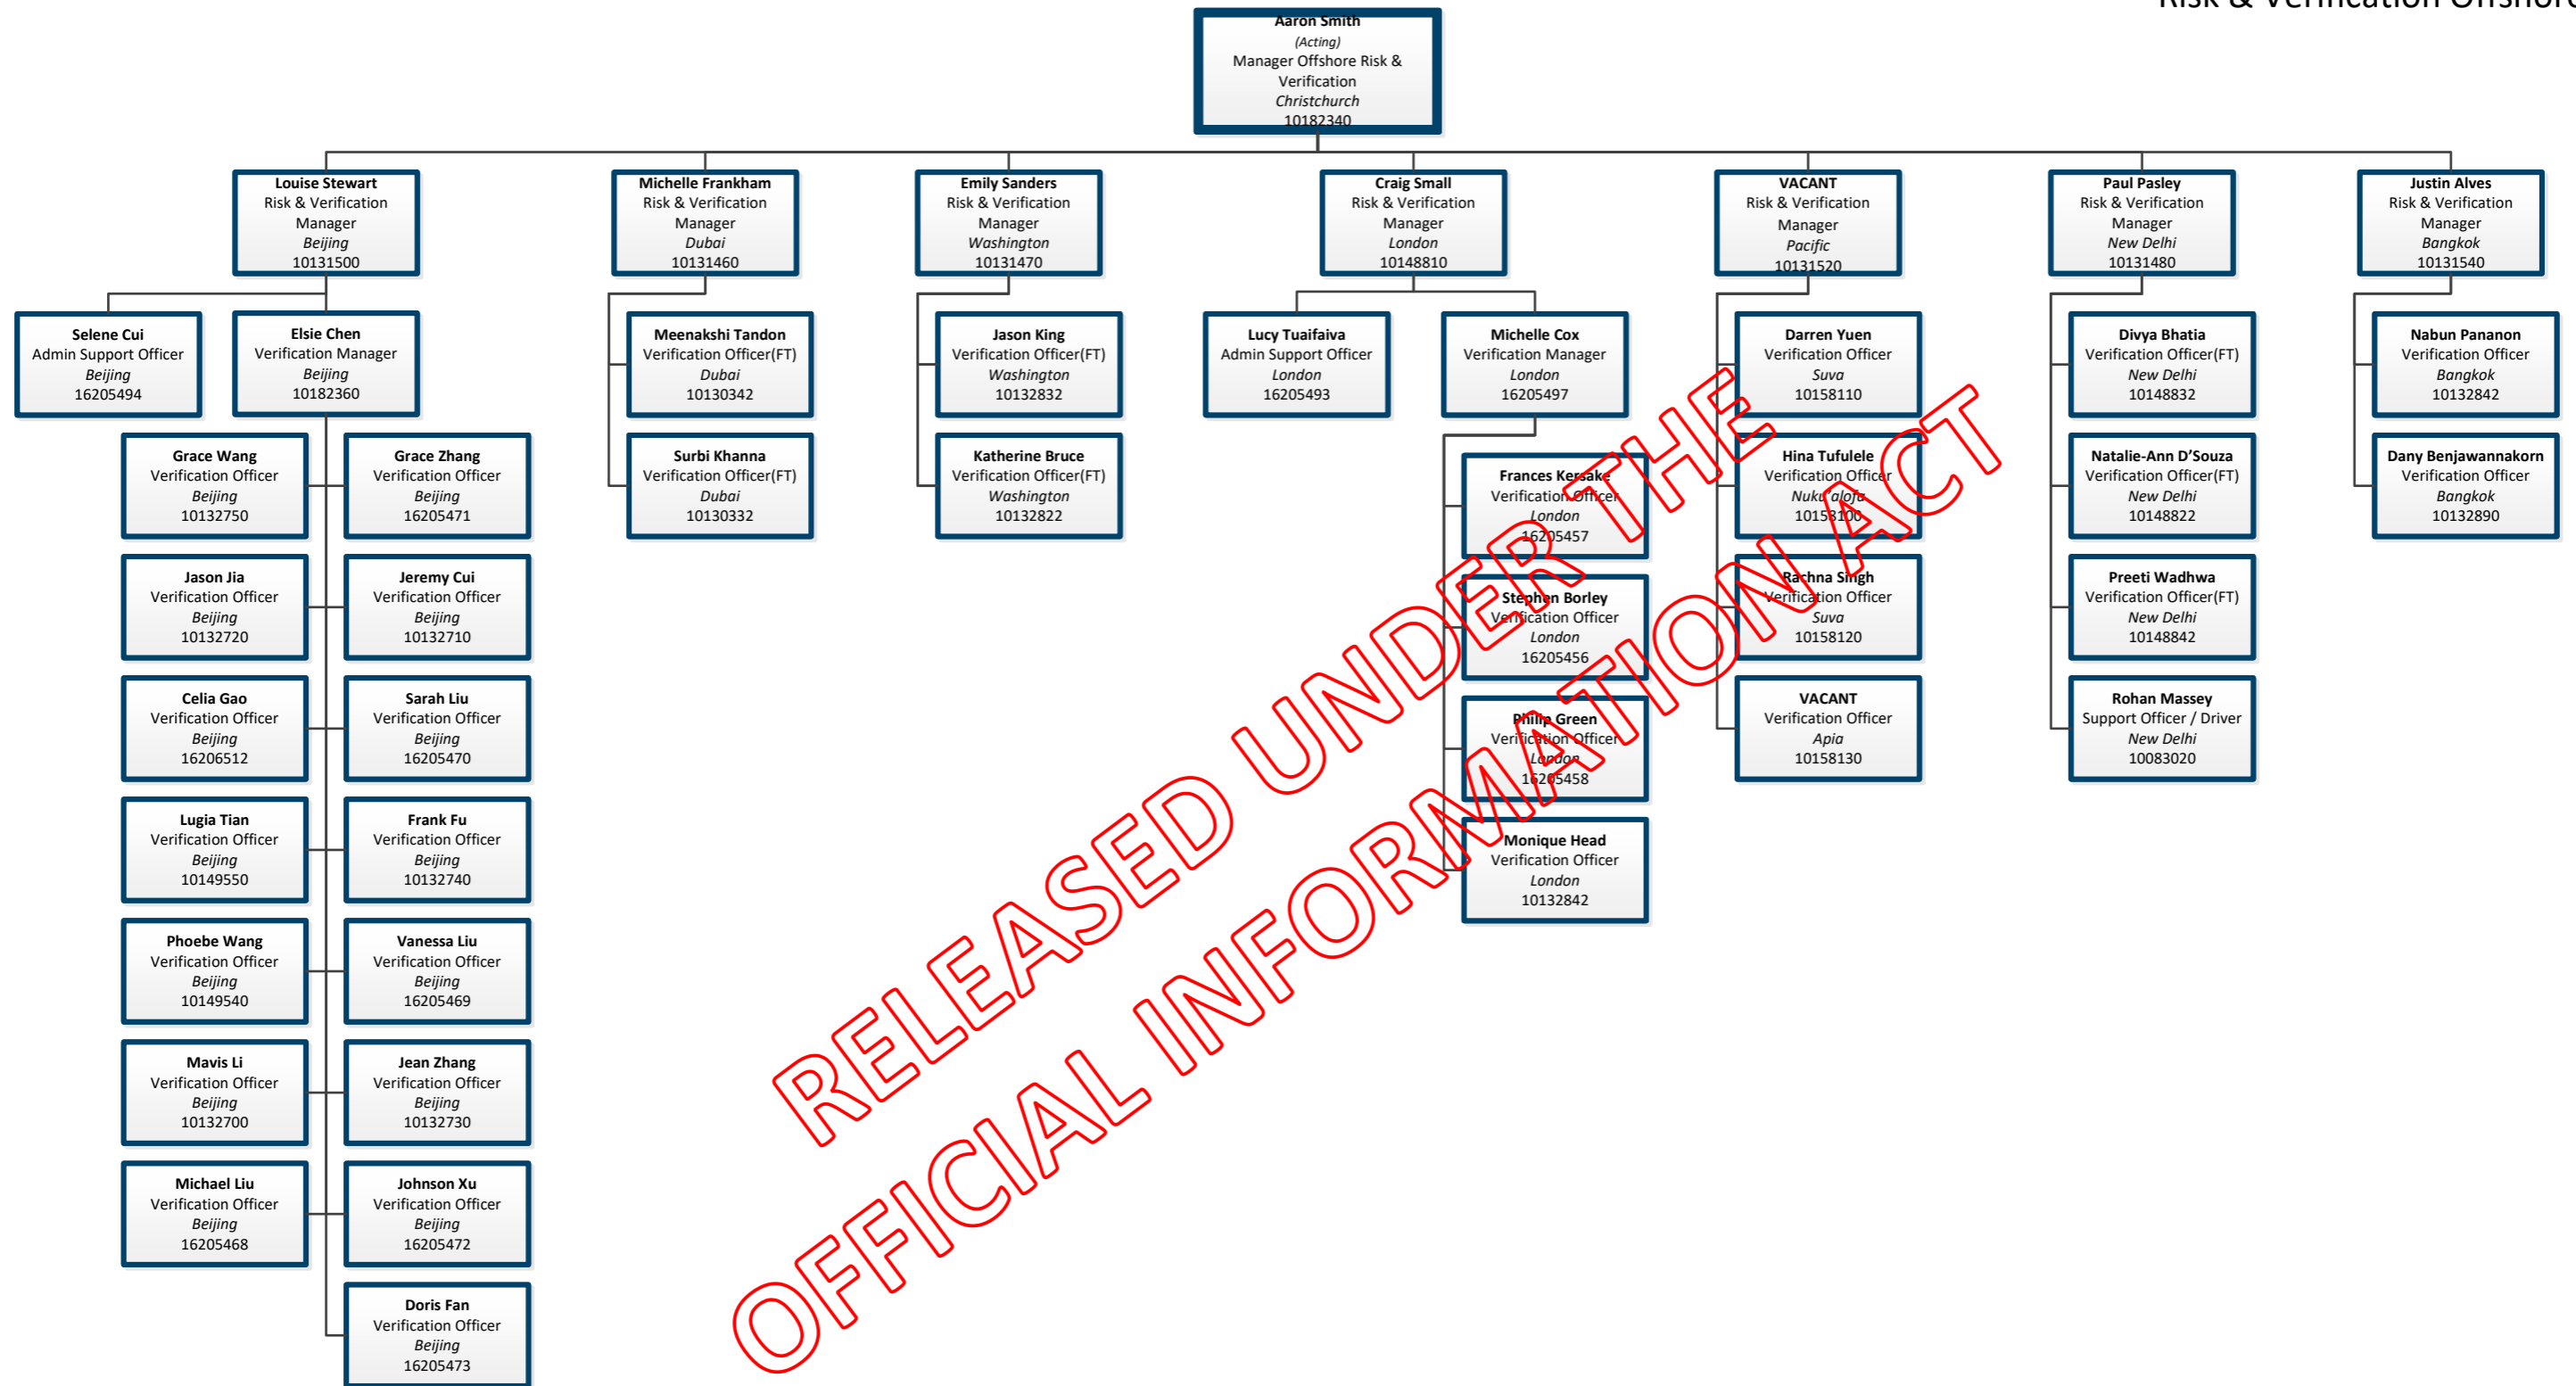 Risk & Verification Offshore
Aaron Smith
(Acting)
Manager Offshore Risk &
Verification
Christchurch
10182340
Louise Stewart
Risk & Verification
Manager
Beijing
10131500
Michelle Frankham
Risk & Verification
Manager
Dubai
10131460
Emily Sanders
Risk & Verification
Manager
Washington
10131470
Craig Small
Risk & Verification
Manager
London
10148810
VACANT
Risk & Verification
Manager
Pacific
10131520
Paul Pasley
Risk & Verification
Manager
New Delhi
10131480
Justin Alves
Risk & Verification
Manager
Bangkok
10131540
Selene Cui
Admin Support Officer
Beijing
16205494
Elsie Chen
Verification Manager
Beijing
10182360
Grace Wang
Verification Officer
Beijing
10132750
Grace Zhang
Verification Officer
Beijing
16205471
Jason Jia
Verification Officer
Beijing
10132720
Jeremy Cui
Verification Officer
Beijing
10132710
Celia Gao
Verification Officer
Beijing
16206512
Sarah Liu
Verification Officer
Beijing
16205470
Lugia Tian
Verification Officer
Beijing
10149550
Frank Fu
Verification Officer
Beijing
10132740
Phoebe Wang
Verification Officer
Beijing
10149540
Vanessa Liu
Verification Officer
Beijing
16205469
Mavis Li
Verification Officer
Beijing
10132700
Jean Zhang
Verification Officer
Beijing
10132730
Michael Liu
Verification Officer
Beijing
16205468
Johnson Xu
Verification Officer
Beijing
16205472
Doris Fan
Verification Officer
Beijing
16205473
Meenakshi Tandon
Verification Officer(FT)
Dubai
10130342
Surbi Khanna
Verification Officer(FT)
Dubai
10130332
Jason King
Verification Officer(FT)
Washington
10132832
Katherine Bruce
Verification Officer(FT)
Washington
10132822
Lucy Tuaifaiva
Admin Support Officer
London
16205493
Michelle Cox
Verification Manager
London
16205497
Frances Kersake
Verification Officer
London
16205457
Stephen Borley
Verification Officer
London
16205456
Philip Green
Verification Officer
London
16205458
Monique Head
Verification Officer
London
10132842
Darren Yuen
Verification Officer
Suva
10158110
Hina Tufulele
Verification Officer
Nuku'alofa
10158100
Rachna Singh
Verification Officer
Suva
10158120
VACANT
Verification Officer
Apia
10158130
Divya Bhatia
Verification Officer(FT)
New Delhi
10148832
Natalie-Ann D’Souza
Verification Officer(FT)
New Delhi
10148822
Preeti Wadhwa
Verification Officer(FT)
New Delhi
10148842
Rohan Massey
Support Officer / Driver
New Delhi
10083020
Nabun Pananon
Verification Officer
Bangkok
10132842
Dany Benjawannakorn
Verification Officer
Bangkok
10132890
RELEASED UNDER THE
OFFICIAL INFORMATION ACT